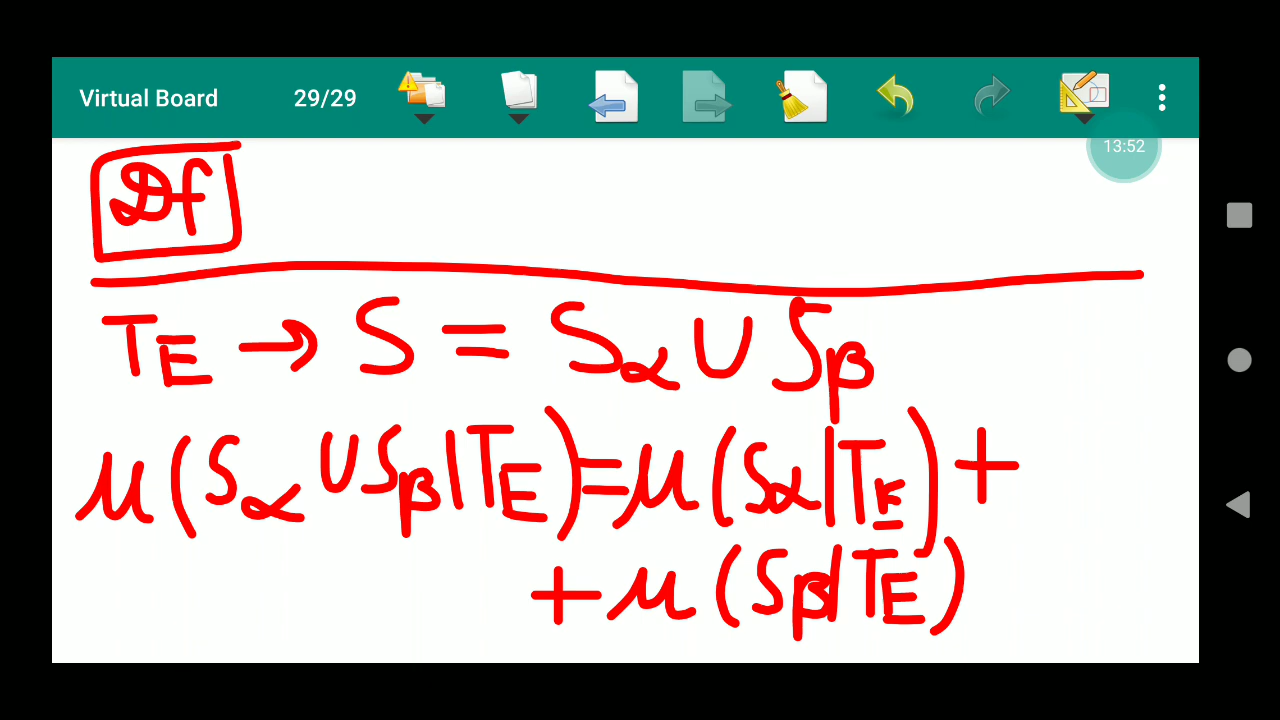 Virtual Board 29/29
13:52
Df
T_E → S = S_α ∪ S_β
μ(S_α ∪ S_β | T_E) = μ(S_α | T_E) +
+ μ(S_β | T_E)